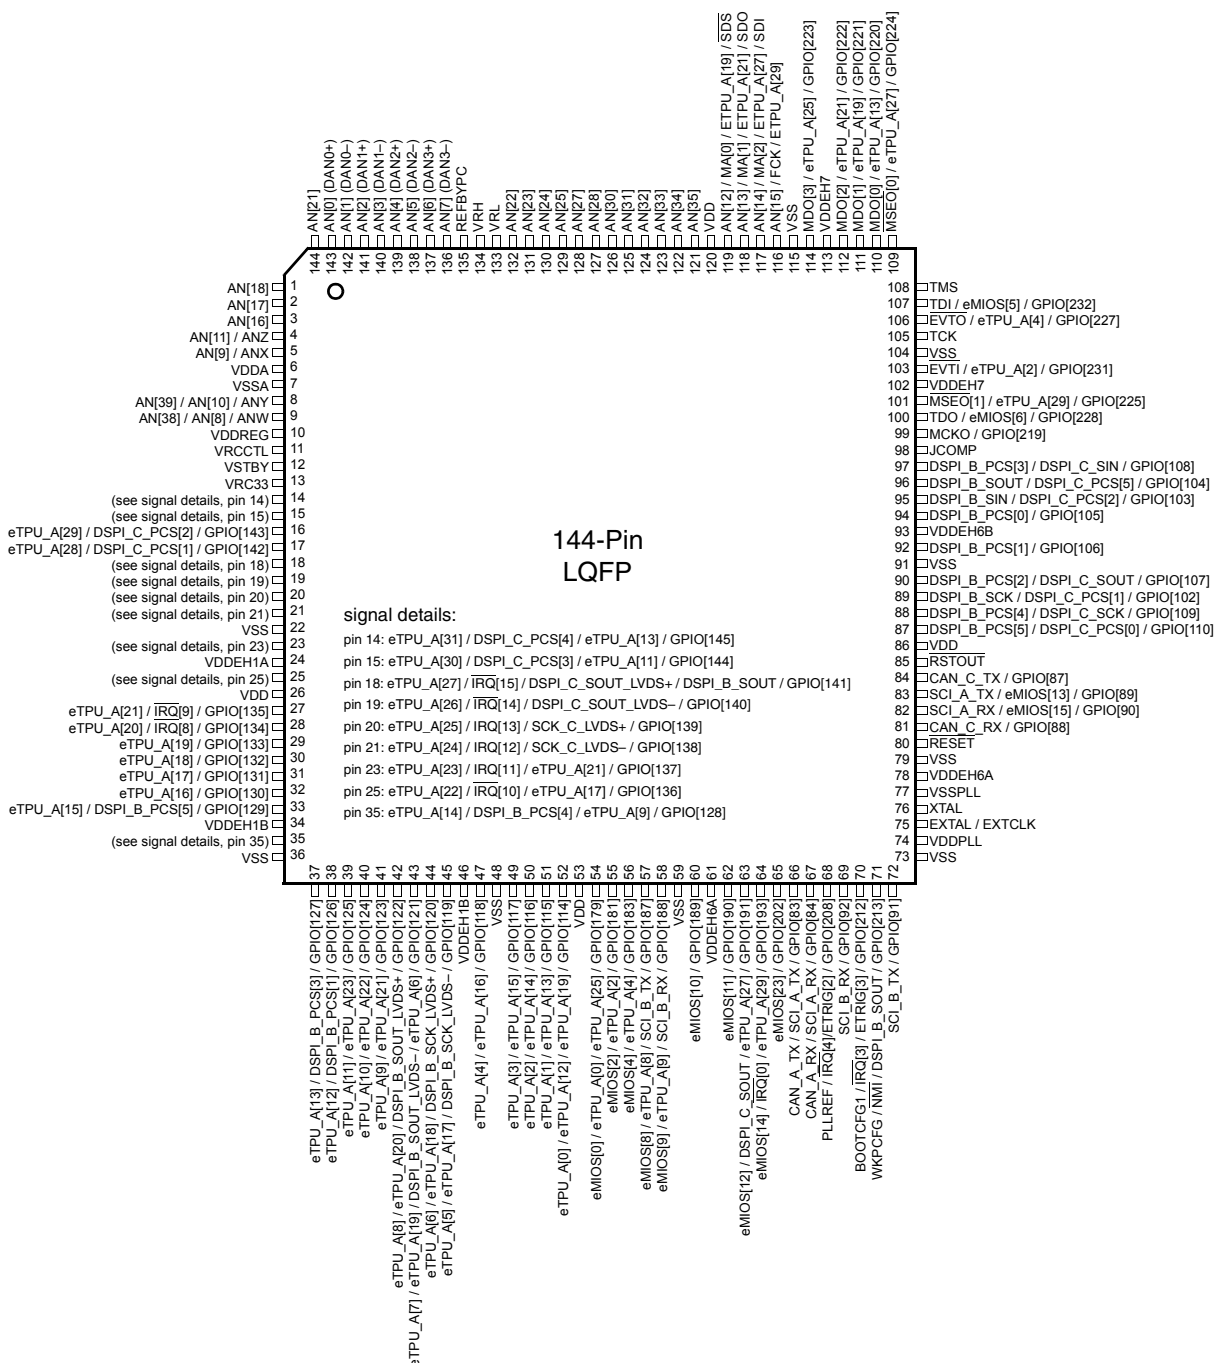 AN[12] / MA[0] / ETPU_A[19] / SDS
AN[13] / MA[1] / ETPU_A[21] / SDO
AN[14] / MA[2] / ETPU_A[27] / SDI
AN[15] / FCK / ETPU_A[29]
VSS
MDO[3] / eTPU_A[25] / GPIO[223]
VDDEH7
MDO[2] / eTPU_A[21] / GPIO[222]
MDO[1] / eTPU_A[19] / GPIO[221]
MDO[0] / eTPU_A[13] / GPIO[220]
MSEO[0] / eTPU_A[27] / GPIO[224]
AN[21]
AN[0] (DAN0+)
AN[1] (DAN0–)
AN[2] (DAN1+)
AN[3] (DAN1–)
AN[4] (DAN2+)
AN[5] (DAN2–)
AN[6] (DAN3+)
AN[7] (DAN3–)
REFBYPC
VRH
VRL
AN[22]
AN[23]
AN[24]
AN[25]
AN[27]
AN[28]
AN[30]
AN[31]
AN[32]
AN[33]
AN[34]
AN[35]
VDD
144 143 142 141 140 139 138 137 136 135 134 133 132 131 130 129 128 127 126 125 124 123 122 121 120 119 118 117 116 115 114 113 112 111 110 109
AN[18] 1
AN[17] 2
AN[16] 3
AN[11] / ANZ 4
AN[9] / ANX 5
VDDA 6
VSSA 7
AN[39] / AN[10] / ANY 8
AN[38] / AN[8] / ANW 9
VDDREG 10
VRCCTL 11
VSTBY 12
VRC33 13
(see signal details, pin 14) 14
(see signal details, pin 15) 15
eTPU_A[29] / DSPI_C_PCS[2] / GPIO[143] 16
eTPU_A[28] / DSPI_C_PCS[1] / GPIO[142] 17
(see signal details, pin 18) 18
(see signal details, pin 19) 19
(see signal details, pin 20) 20
(see signal details, pin 21) 21
VSS 22
(see signal details, pin 23) 23
VDDEH1A 24
(see signal details, pin 25) 25
VDD 26
eTPU_A[21] / IRQ[9] / GPIO[135] 27
eTPU_A[20] / IRQ[8] / GPIO[134] 28
eTPU_A[19] / GPIO[133] 29
eTPU_A[18] / GPIO[132] 30
eTPU_A[17] / GPIO[131] 31
eTPU_A[16] / GPIO[130] 32
eTPU_A[15] / DSPI_B_PCS[5] / GPIO[129] 33
VDDEH1B 34
(see signal details, pin 35) 35
VSS 36
144-Pin
LQFP
signal details:
pin 14: eTPU_A[31] / DSPI_C_PCS[4] / eTPU_A[13] / GPIO[145]
pin 15: eTPU_A[30] / DSPI_C_PCS[3] / eTPU_A[11] / GPIO[144]
pin 18: eTPU_A[27] / IRQ[15] / DSPI_C_SOUT_LVDS+ / DSPI_B_SOUT / GPIO[141]
pin 19: eTPU_A[26] / IRQ[14] / DSPI_C_SOUT_LVDS– / GPIO[140]
pin 20: eTPU_A[25] / IRQ[13] / SCK_C_LVDS+ / GPIO[139]
pin 21: eTPU_A[24] / IRQ[12] / SCK_C_LVDS– / GPIO[138]
pin 23: eTPU_A[23] / IRQ[11] / eTPU_A[21] / GPIO[137]
pin 25: eTPU_A[22] / IRQ[10] / eTPU_A[17] / GPIO[136]
pin 35: eTPU_A[14] / DSPI_B_PCS[4] / eTPU_A[9] / GPIO[128]
108 TMS
107 TDI / eMIOS[5] / GPIO[232]
106 EVTO / eTPU_A[4] / GPIO[227]
105 TCK
104 VSS
103 EVTI / eTPU_A[2] / GPIO[231]
102 VDDEH7
101 MSEO[1] / eTPU_A[29] / GPIO[225]
100 TDO / eMIOS[6] / GPIO[228]
99 MCKO / GPIO[219]
98 JCOMP
97 DSPI_B_PCS[3] / DSPI_C_SIN / GPIO[108]
96 DSPI_B_SOUT / DSPI_C_PCS[5] / GPIO[104]
95 DSPI_B_SIN / DSPI_C_PCS[2] / GPIO[103]
94 DSPI_B_PCS[0] / GPIO[105]
93 VDDEH6B
92 DSPI_B_PCS[1] / GPIO[106]
91 VSS
90 DSPI_B_PCS[2] / DSPI_C_SOUT / GPIO[107]
89 DSPI_B_SCK / DSPI_C_PCS[1] / GPIO[102]
88 DSPI_B_PCS[4] / DSPI_C_SCK / GPIO[109]
87 DSPI_B_PCS[5] / DSPI_C_PCS[0] / GPIO[110]
86 VDD
85 RSTOUT
84 CAN_C_TX / GPIO[87]
83 SCI_A_TX / eMIOS[13] / GPIO[89]
82 SCI_A_RX / eMIOS[15] / GPIO[90]
81 CAN_C_RX / GPIO[88]
80 RESET
79 VSS
78 VDDEH6A
77 VSSPLL
76 XTAL
75 EXTAL / EXTCLK
74 VDDPLL
73 VSS
37 38 39 40 41 42 43 44 45 46 47 48 49 50 51 52 53 54 55 56 57 58 59 60 61 62 63 64 65 66 67 68 69 70 71 72
eTPU_A[13] / DSPI_B_PCS[3] / GPIO[127]
eTPU_A[12] / DSPI_B_PCS[1] / GPIO[126]
eTPU_A[11] / eTPU_A[23] / GPIO[125]
eTPU_A[10] / eTPU_A[22] / GPIO[124]
eTPU_A[9] / eTPU_A[21] / GPIO[123]
eTPU_A[8] / eTPU_A[20] / DSPI_B_SOUT_LVDS+ / GPIO[122]
eTPU_A[7] / eTPU_A[19] / DSPI_B_SOUT_LVDS– / eTPU_A[6] / GPIO[121]
eTPU_A[6] / eTPU_A[18] / DSPI_B_SCK_LVDS+ / GPIO[120]
eTPU_A[5] / eTPU_A[17] / DSPI_B_SCK_LVDS– / GPIO[119]
VDDEH1B
eTPU_A[4] / eTPU_A[16] / GPIO[118]
VSS
eTPU_A[3] / eTPU_A[15] / GPIO[117]
eTPU_A[2] / eTPU_A[14] / GPIO[116]
eTPU_A[1] / eTPU_A[13] / GPIO[115]
eTPU_A[0] / eTPU_A[12] / eTPU_A[19] / GPIO[114]
VDD
eMIOS[0] / eTPU_A[0] / eTPU_A[25] / GPIO[179]
eMIOS[2] / eTPU_A[2] / GPIO[181]
eMIOS[4] / eTPU_A[4] / GPIO[183]
eMIOS[8] / eTPU_A[8] / SCI_B_TX / GPIO[187]
eMIOS[9] / eTPU_A[9] / SCI_B_RX / GPIO[188]
VSS
eMIOS[10] / GPIO[189]
VDDEH6A
eMIOS[11] / GPIO[190]
eMIOS[12] / DSPI_C_SOUT / eTPU_A[27] / GPIO[191]
eMIOS[14] / IRQ[0] / eTPU_A[29] / GPIO[193]
eMIOS[23] / GPIO[202]
CAN_A_TX / SCI_A_TX / GPIO[83]
CAN_A_RX / SCI_A_RX / GPIO[84]
PLLREF / IRQ[4]/ETRIG[2] / GPIO[208]
SCI_B_RX / GPIO[92]
BOOTCFG1 / IRQ[3] / ETRIG[3] / GPIO[212]
WKPCFG / NMI / DSPI_B_SOUT / GPIO[213]
SCI_B_TX / GPIO[91]